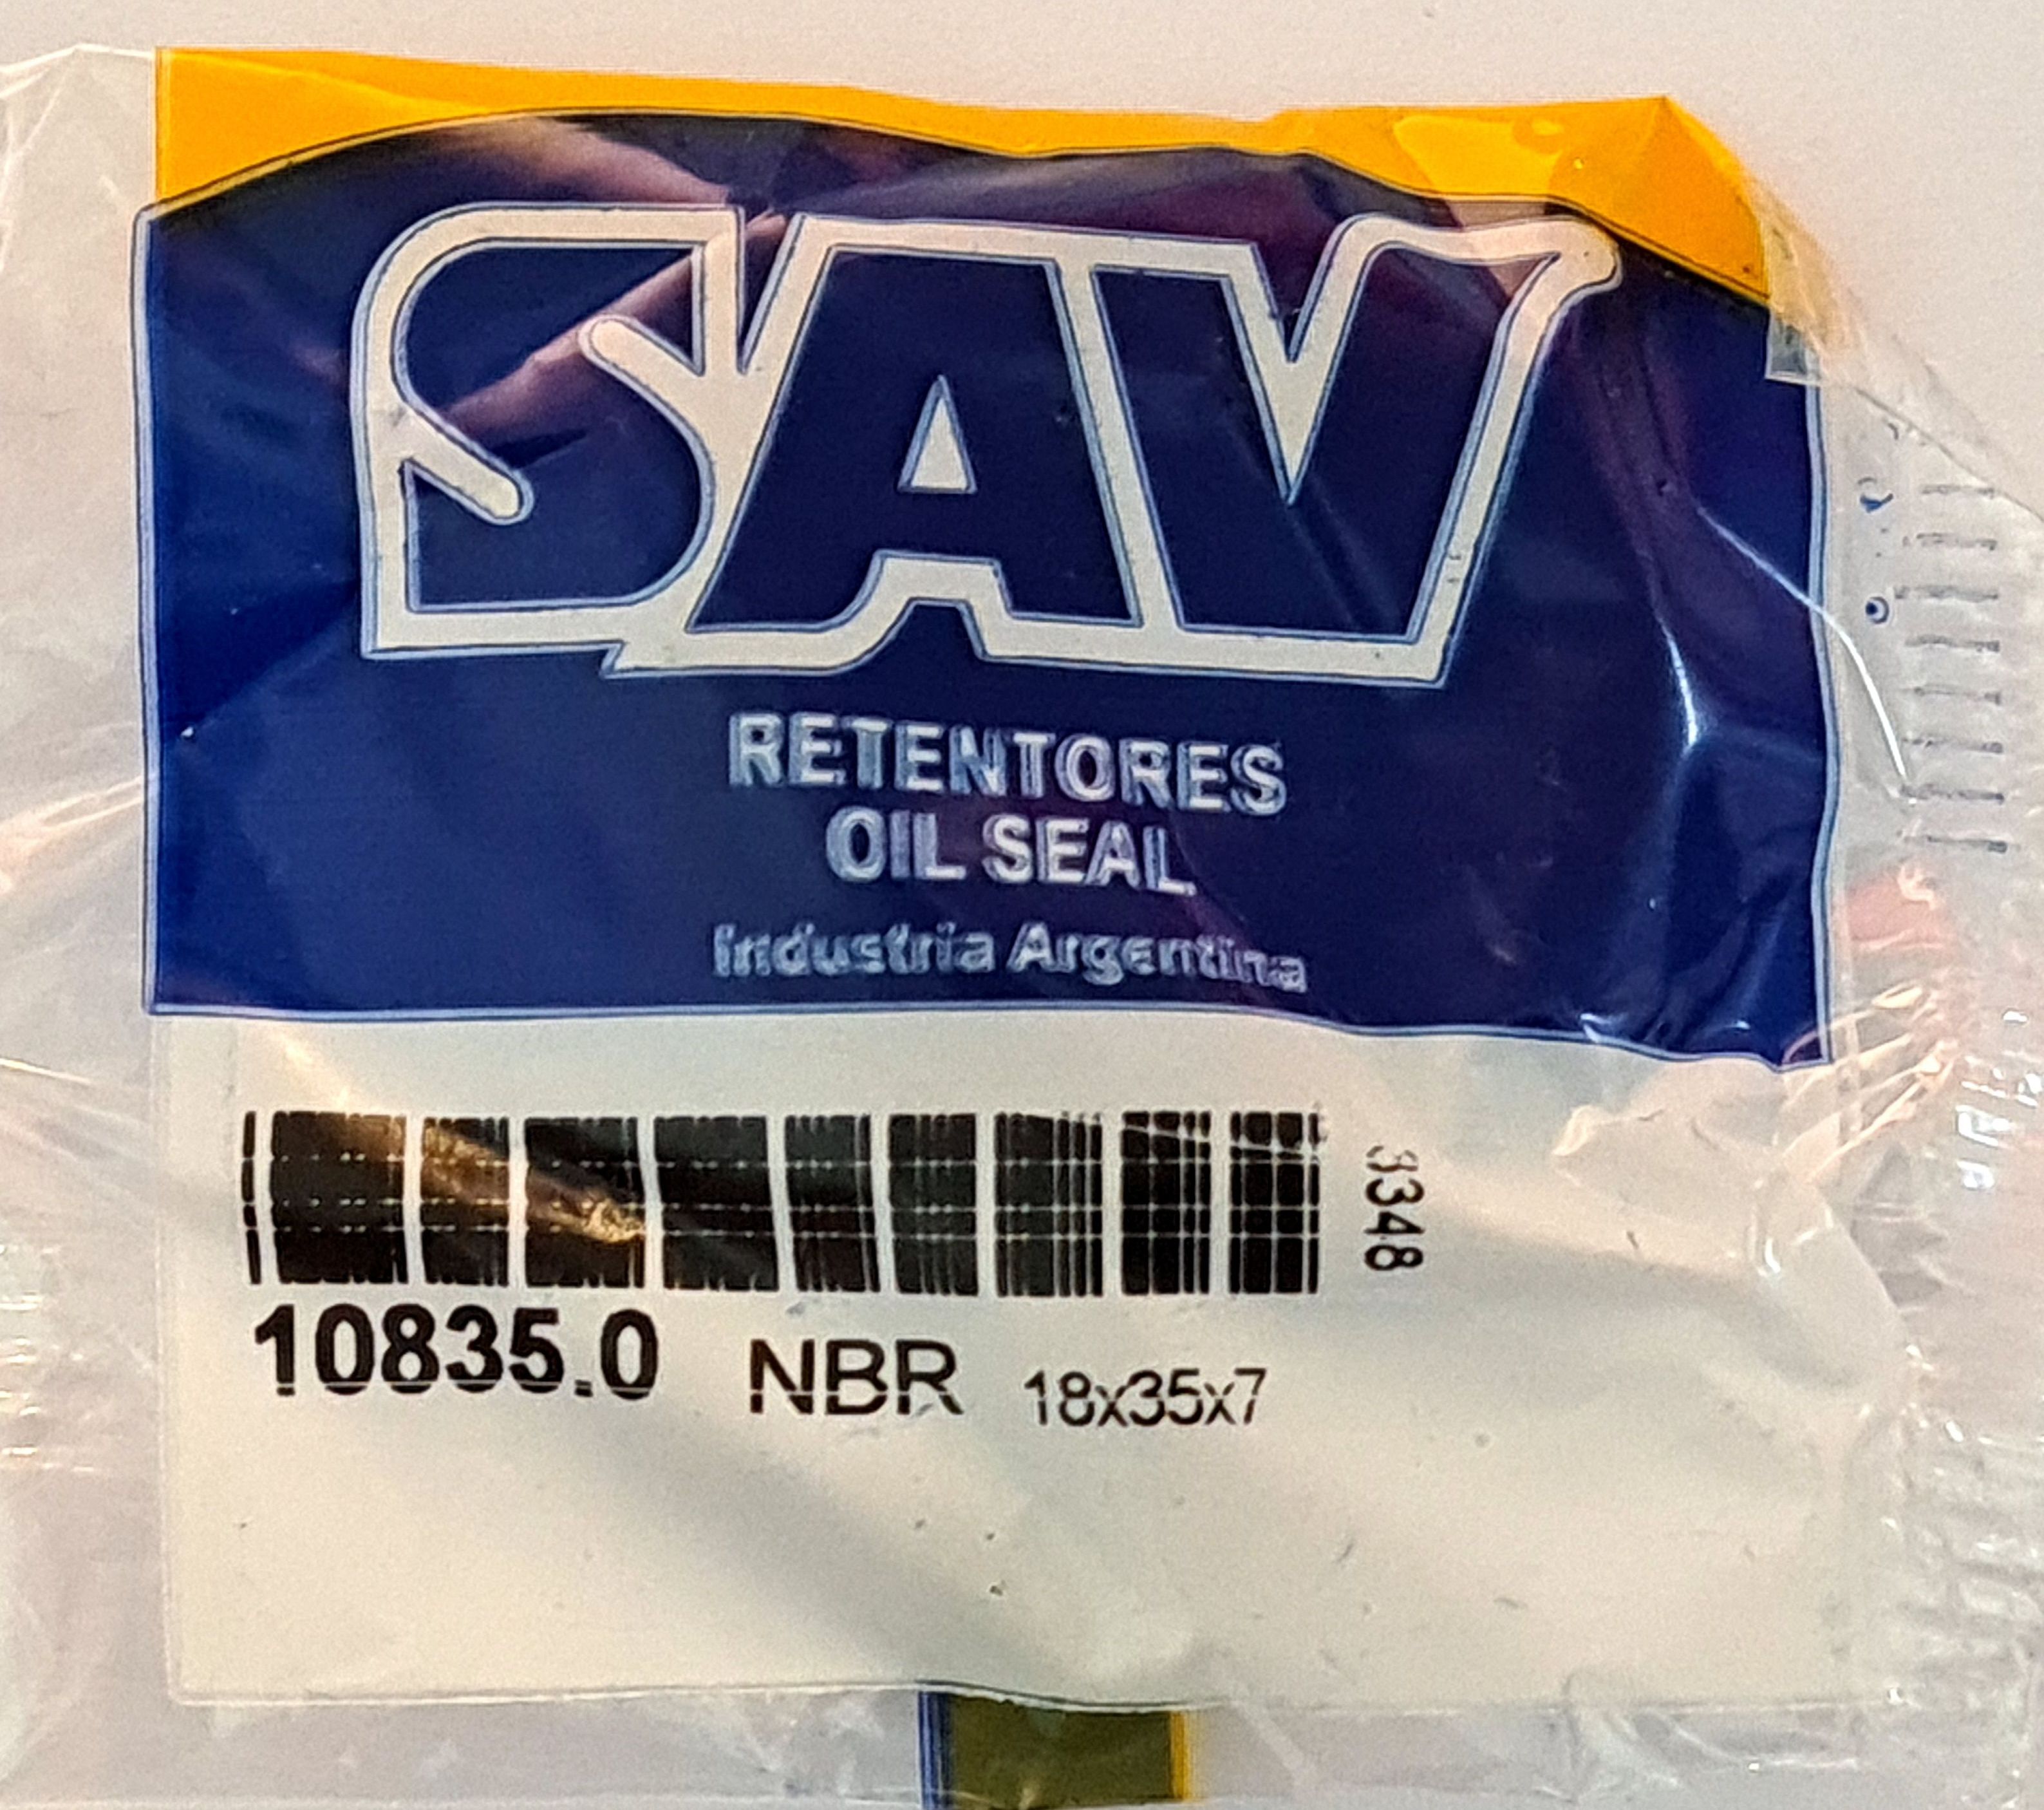 SAV
RETENTORES
OIL SEAL
Industria Argentina
3348
10835.0 NBR 18x35x7